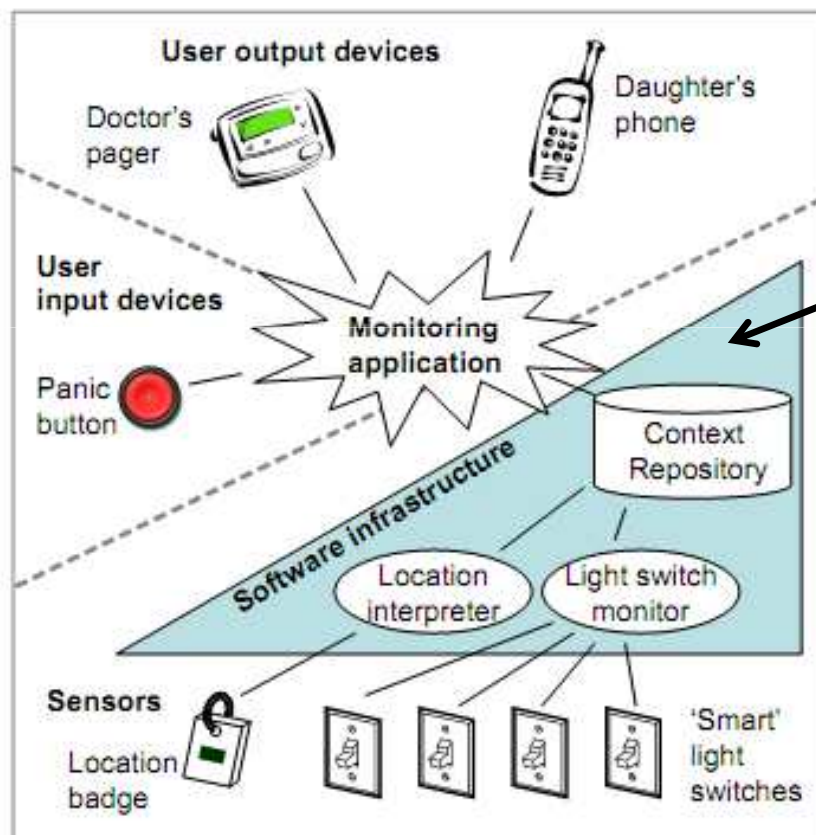 User output devices
Doctor's
pager
Daughter's
phone
User
input devices
Panic
button
Monitoring
application
Context
Repository
Software infrastructure
Location
interpreter
Light switch
monitor
Sensors
Location
badge
'Smart'
light
switches